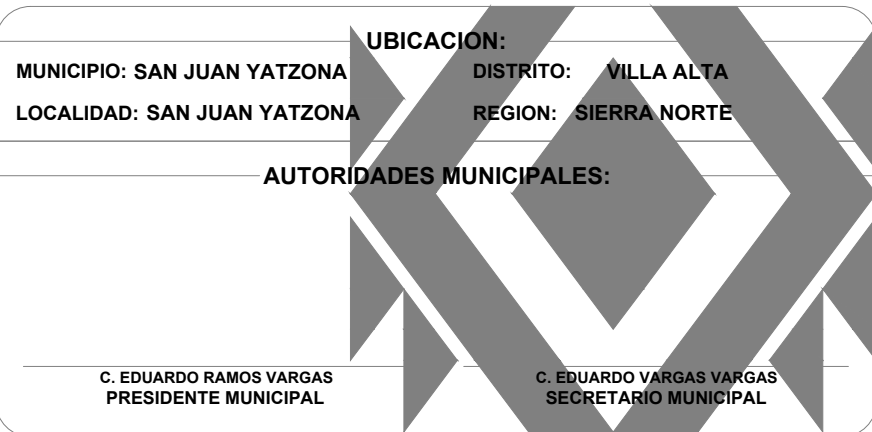 UBICACION:
MUNICIPIO: SAN JUAN YATZONA DISTRITO: VILLA ALTA
LOCALIDAD: SAN JUAN YATZONA REGION: SIERRA NORTE
AUTORIDADES MUNICIPALES:
C. EDUARDO RAMOS VARGAS C. EDUARDO VARGAS VARGAS
PRESIDENTE MUNICIPAL SECRETARIO MUNICIPAL